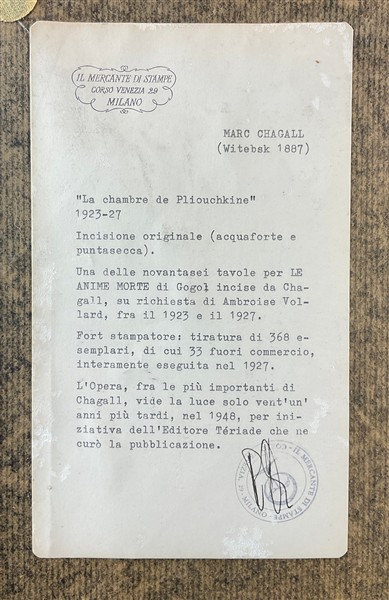 IL MERCANTE DI STAMPE
CORSO VENEZIA 29
MILANO
MARC CHAGALL
(Witebsk 1887)
"La chambre de Pliouchkine"
1923-27
Incisione originale (acquaforte e
puntasecca).
Una delle novantasei tavole per LE
ANIME MORTE di Gogol incise da Cha-
gall, su richiesta di Ambroise Vol-
lard, fra il 1923 e il 1927.
Fort stampatore: tiratura di 368 e-
semplari, di cui 33 fuori commercio,
interamente eseguita nel 1927.
L'Opera, fra le più importanti di
Chagall, vide la luce solo vent'un'
anni più tardi, nel 1948, per ini-
ziativa dell'Editore Tériade che ne
curò la pubblicazione.
IL MERCANTE DI STAMPE
MILANO